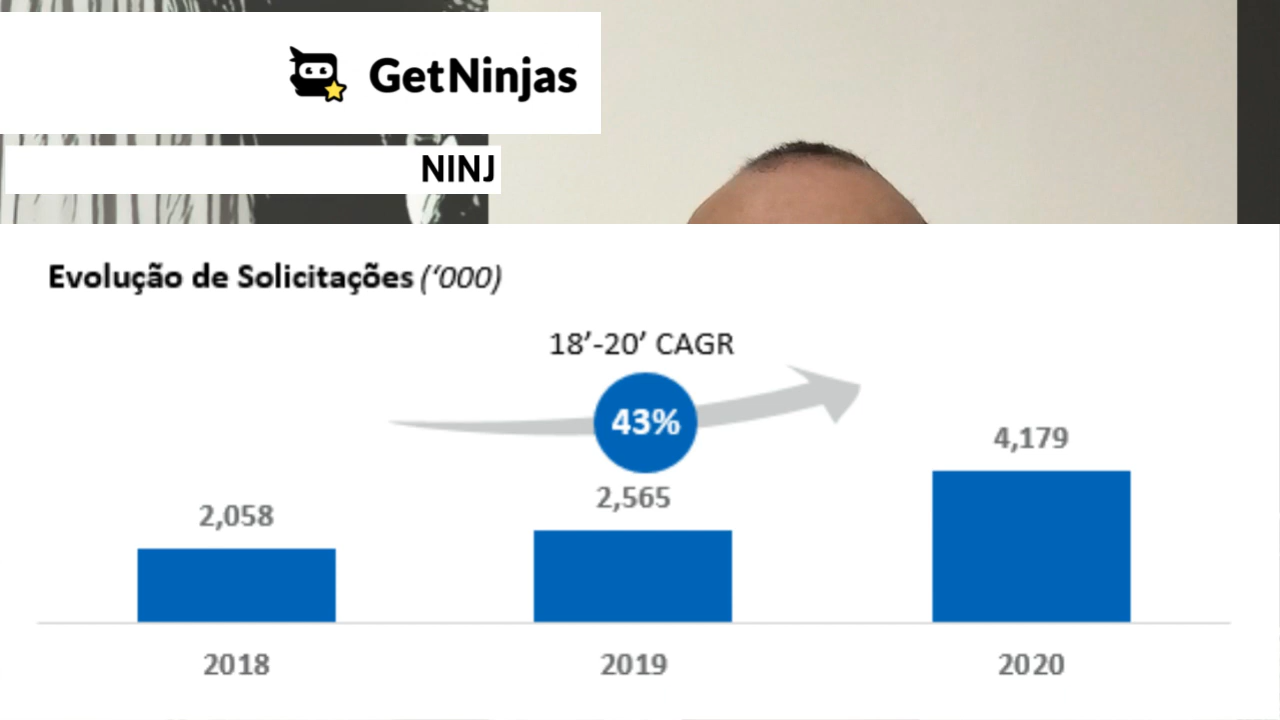 GetNinjas
NINJ
Evolução de Solicitações (‘000)
18’-20’ CAGR
43%
2,058
2,565
4,179
2018
2019
2020